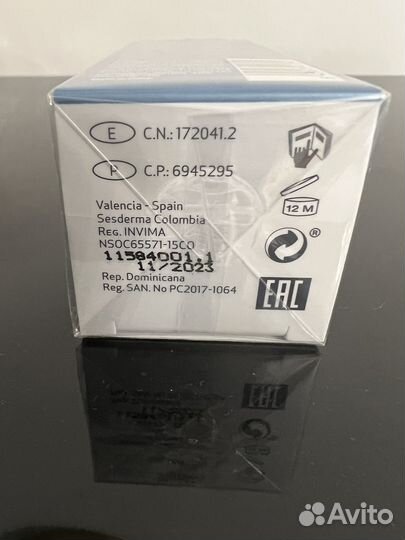 E C.N.: 172041.2
P C.P.: 6945295
12 M
Valencia - Spain
Sesderma Colombia
Reg. INVIMA
NSOC65571-15CO
11584001.1
11/2023
Rep. Dominicana
Reg. SAN. No PC2017-1064
®
EAC
Avito